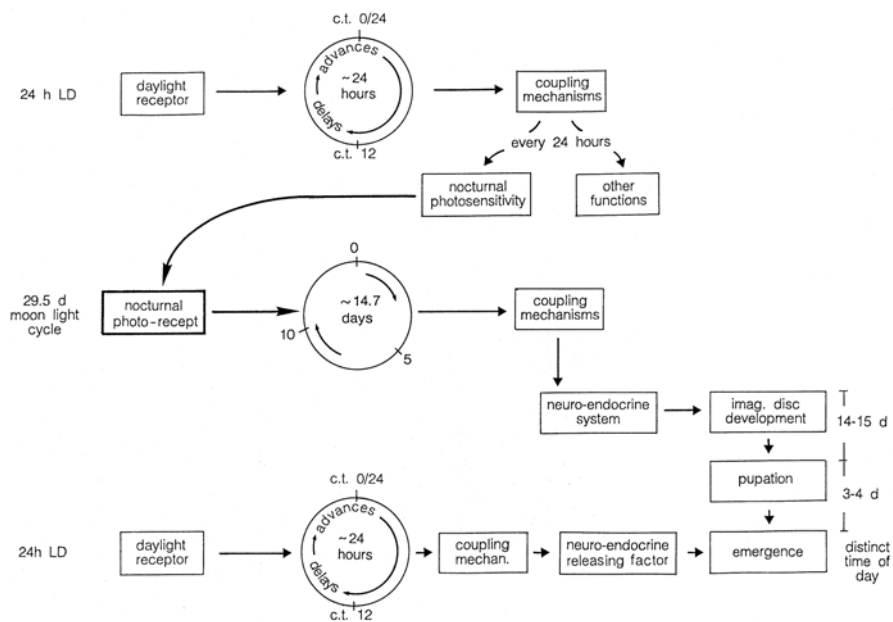 c.t. 0/24
advances
~24
hours
delays
c.t. 12
24 h LD
daylight
receptor
coupling
mechanisms
every 24 hours
nocturnal
photosensitivity
other
functions
29.5 d
moon light
cycle
nocturnal
photo-recept
0
~14.7
days
10
5
coupling
mechanisms
neuro-endocrine
system
imag. disc
development
14-15 d
pupation
3-4 d
c.t. 0/24
advances
~24
hours
delays
c.t. 12
24h LD
daylight
receptor
coupling
mechan.
neuro-endocrine
releasing factor
emergence
distinct
time of
day